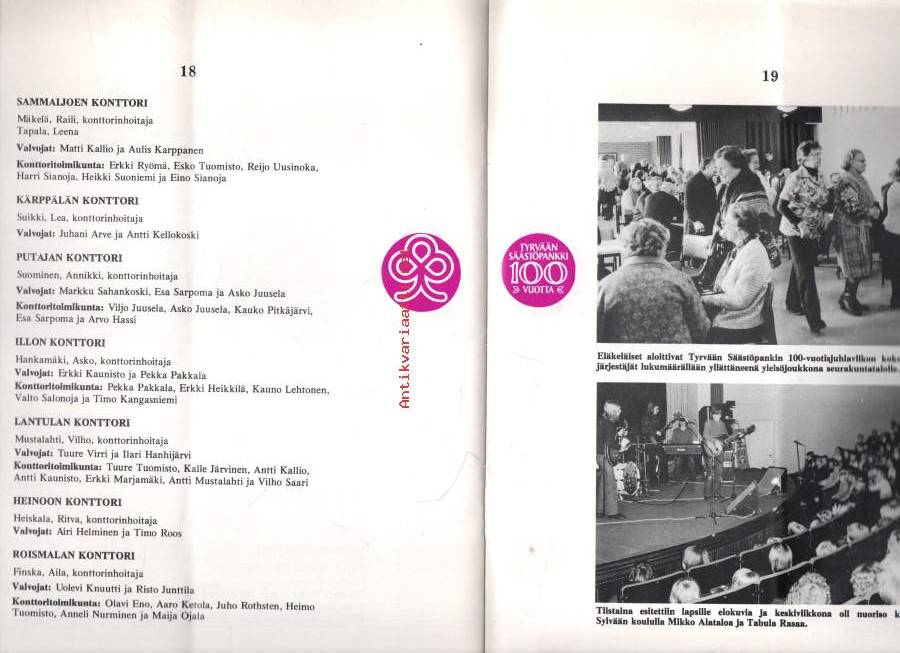 18
SAMMALJOEN KONTTORI
Mäkelä, Raili, konttorinhoitaja
Tapala, Leena
Valvojat: Matti Kallio ja Aulis Karppanen
Konttoritoimikunta: Erkki Ryömä, Esko Tuomisto, Reijo Uusinoka,
Harri Sianoja, Heikki Suoniemi ja Eino Sianoja
KÄRPPÄLÄN KONTTORI
Suikki, Lea, konttorinhoitaja
Valvojat: Juhani Arve ja Antti Kellokoski
PUTAJAN KONTTORI
Suominen, Annikki, konttorinhoitaja
Valvojat: Markku Sahankoski, Esa Sarpoma ja Asko Juusela
Konttoritoimikunta: Viljo Juusela, Asko Juusela, Kauko Pitkäjärvi,
Esa Sarpoma ja Arvo Hassi
ILLON KONTTORI
Hankamäki, Asko, konttorinhoitaja
Valvojat: Erkki Kaunisto ja Pekka Pakkala
Konttoritoimikunta: Pekka Pakkala, Erkki Heikkilä, Kauno Lehtonen,
Valto Salonoja ja Timo Kangasniemi
LANTULAN KONTTORI
Mustalahti, Vilho, konttorinhoitaja
Valvojat: Tuure Virri ja Ilari Hanhijärvi
Konttoritoimikunta: Tuure Tuomisto, Kalle Järvinen, Antti Kallio,
Antti Kaunisto, Erkki Marjamäki, Antti Mustalahti ja Vilho Saari
HEINOON KONTTORI
Heiskala, Ritva, konttorinhoitaja
Valvojat: Airi Helminen ja Timo Roos
ROISMALAN KONTTORI
Finska, Aila, konttorinhoitaja
Valvojat: Uolevi Knuutti ja Risto Junttila
Konttoritoimikunta: Olavi Eno, Aaro Ketola, Juho Rothsten, Heimo
Tuomisto, Anneli Nurminen ja Maija Ojala
TYRVÄÄN
SÄÄSTÖPANKKI
100
VUOTTA
19
Eläkeläiset aloittivat Tyrvään Säästöpankin 100-vuotisjuhlaviikon
järjestäjät lukumäärällään yllättäneenä yleisöjoukkona seurakuntatalolle.
Tiistaina esitettiin lapsille elokuvia ja keskiviikkona oli nuoriso
Sylvään koululla Mikko Alatalo ja Tabula Rasaa.